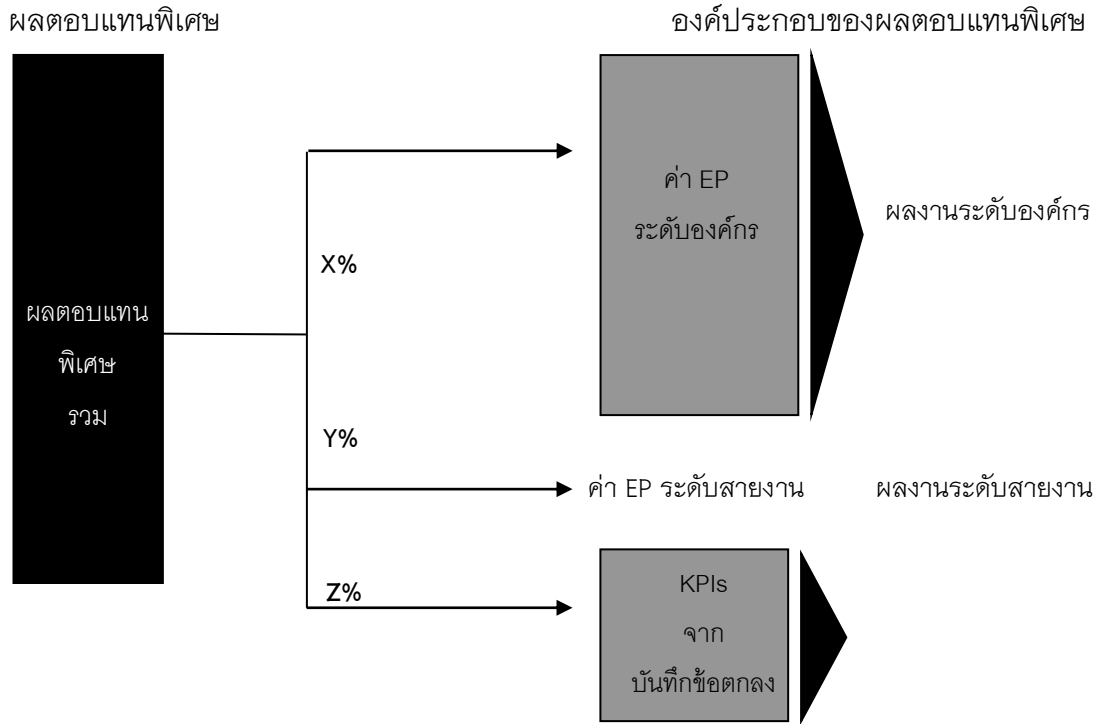 ผลตอบแทนพิเศษ
องค์ประกอบของผลตอบแทนพิเศษ
ค่า EP
ระดับองค์กร
ผลงานระดับองค์กร
X%
ผลตอบแทน
พิเศษ
รวม
Y%
ค่า EP ระดับสายงาน
ผลงานระดับสายงาน
Z%
KPIs
จาก
บันทึกข้อตกลง